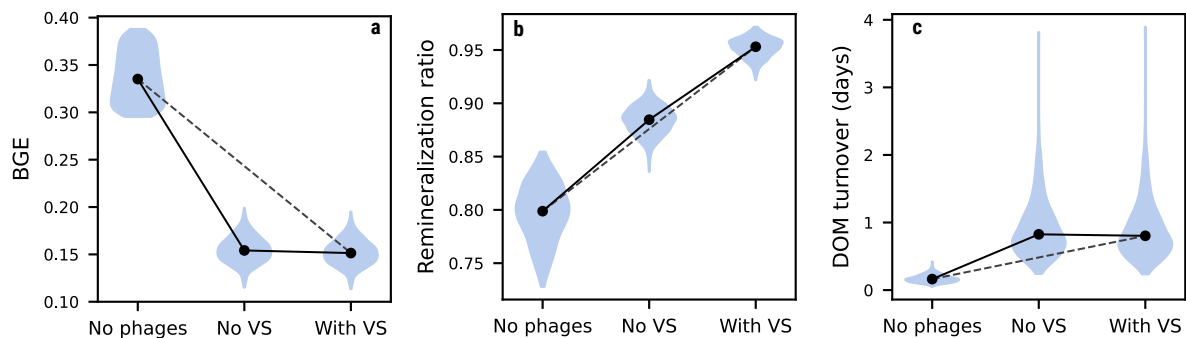 a
BGE
0.40
0.35
0.30
0.25
0.20
0.15
0.10
No phages No VS With VS
b
Remineralization ratio
0.95
0.90
0.85
0.80
0.75
No phages No VS With VS
c
DOM turnover (days)
4
3
2
1
0
No phages No VS With VS